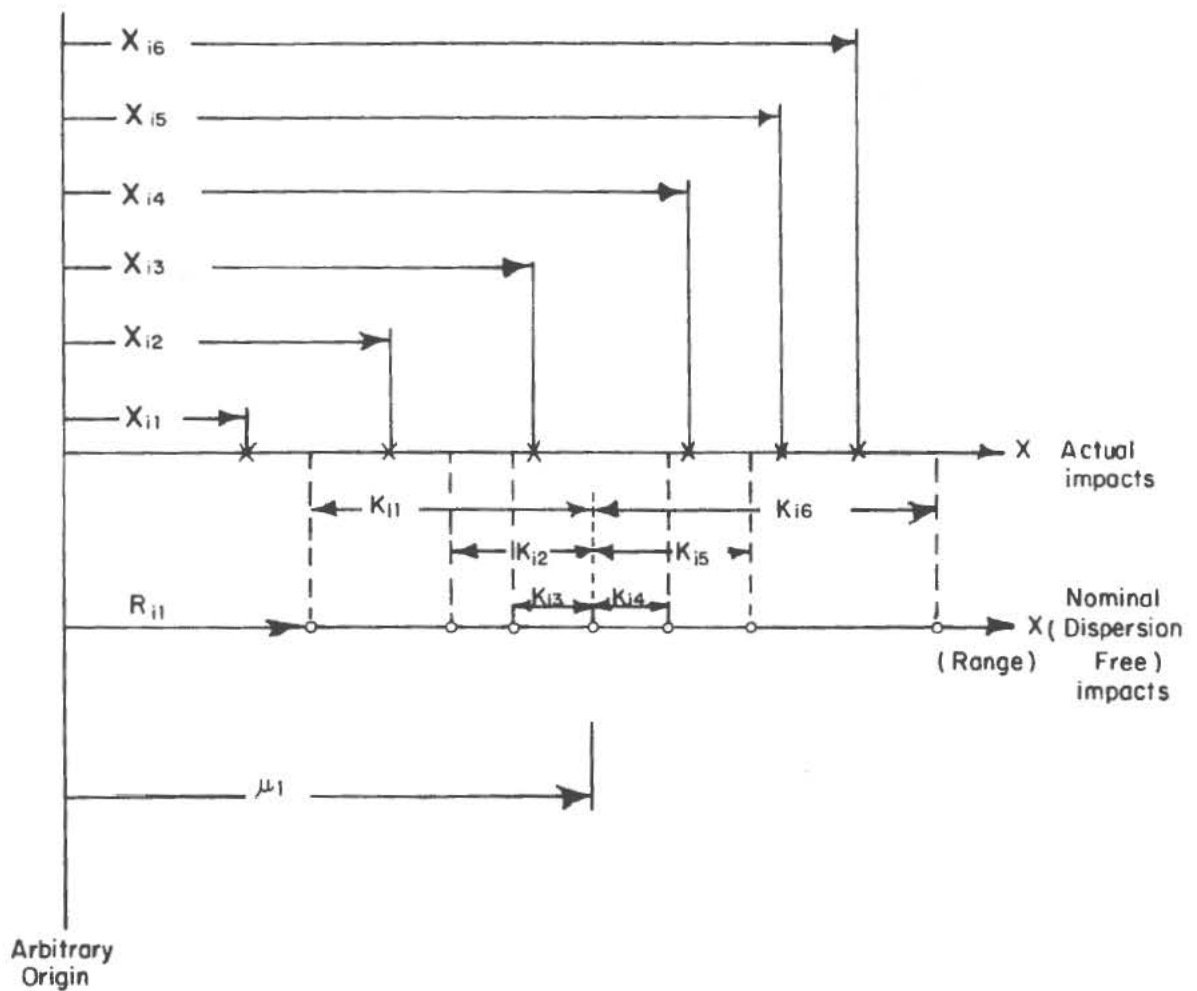 X i6
X i5
X i4
X i3
X i2
X i1
X Actual
impacts
K i1
K i6
K i2
K i5
K i3
K i4
R i1
Nominal
X ( Dispersion
( Range ) Free )
impacts
μ1
Arbitrary
Origin